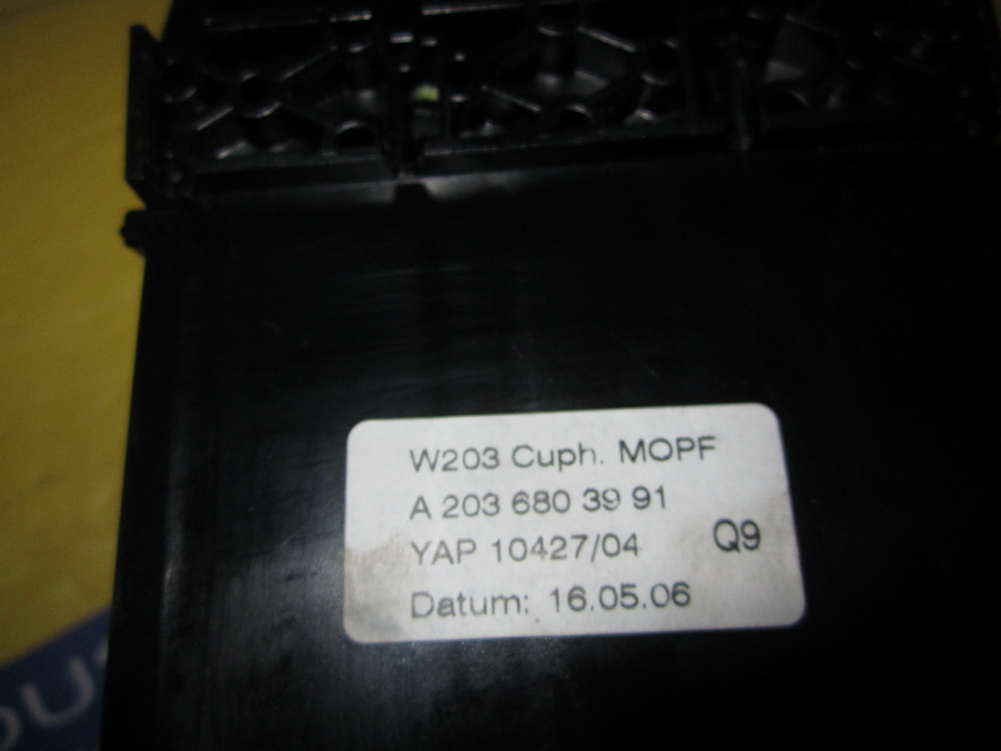 W203 Cuph. MOPF
A 203 680 39 91
YAP 10427/04 Q9
Datum: 16.05.06